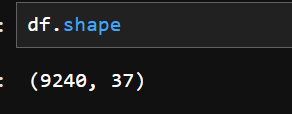 : df.shape
: (9240, 37)